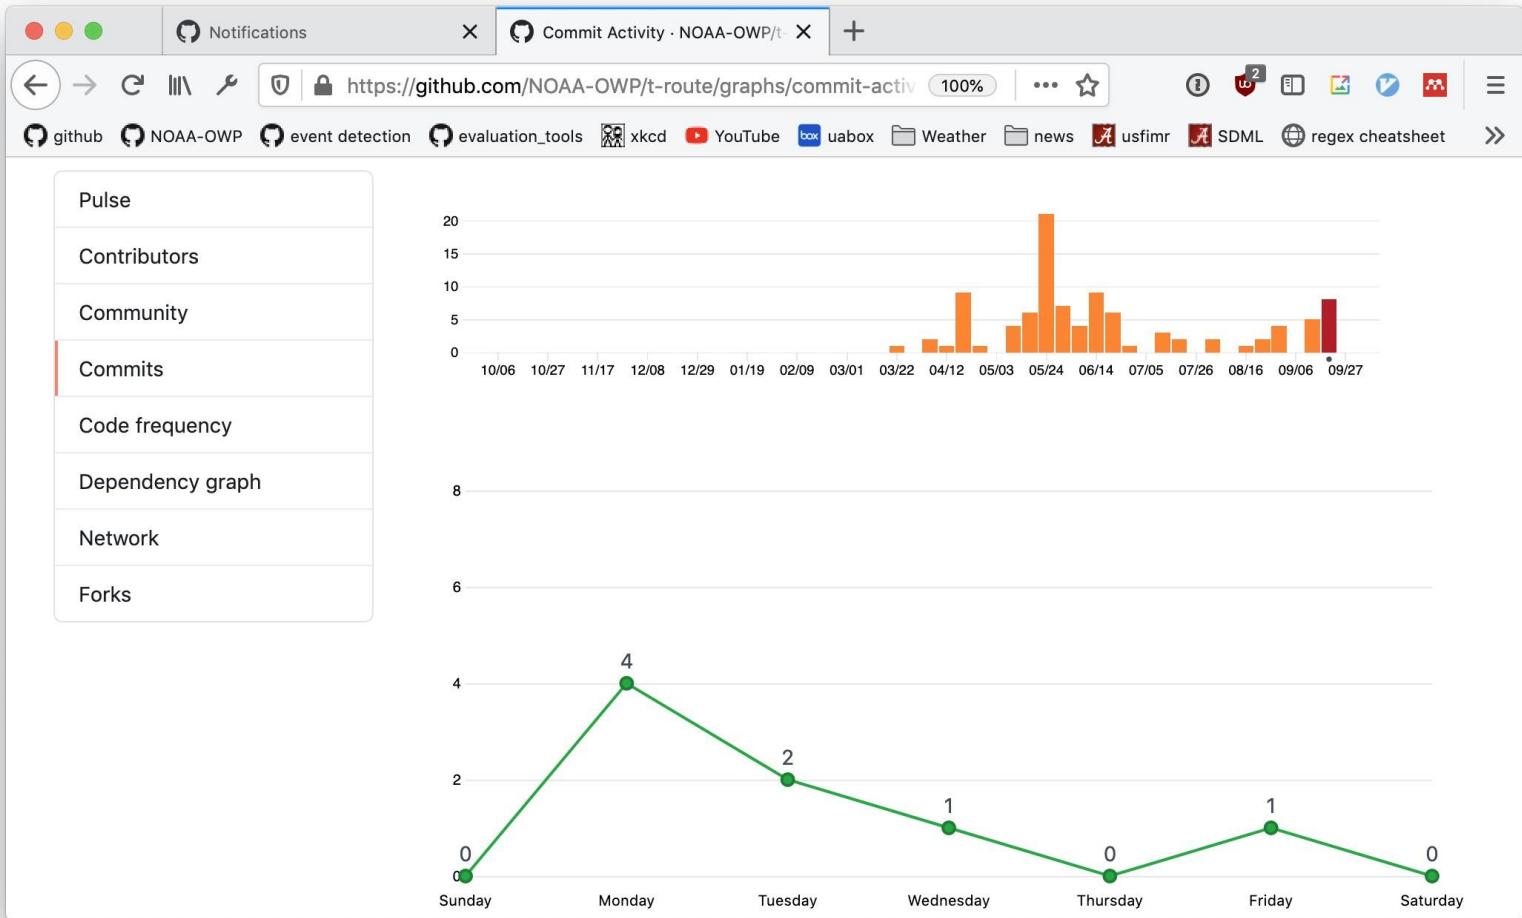 Notifications
Commit Activity · NOAA-OWP/t-
https://github.com/NOAA-OWP/t-route/graphs/commit-activ 100% 2
github NOAA-OWP event detection evaluation_tools xkcd YouTube box uabox Weather news usfimr SDML regex cheatsheet
Pulse
Contributors
Community
Commits
Code frequency
Dependency graph
Network
Forks
20
15
10
5
0
10/06 10/27 11/17 12/08 12/29 01/19 02/09 03/01 03/22 04/12 05/03 05/24 06/14 07/05 07/26 08/16 09/06 09/27
8
6
4
4
2
2
1
1
0
0
0
0
Sunday Monday Tuesday Wednesday Thursday Friday Saturday